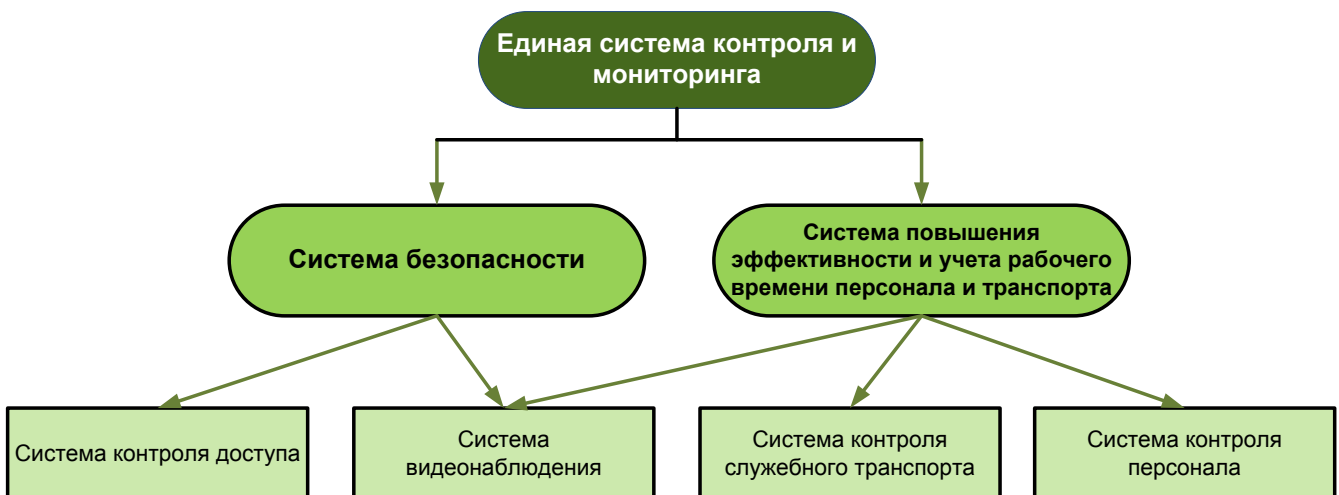 Единая система контроля и
мониторинга
Система безопасности
Система повышения
эффективности и учета рабочего
времени персонала и транспорта
Система контроля доступа
Система
видеонаблюдения
Система контроля
служебного транспорта
Система контроля
персонала